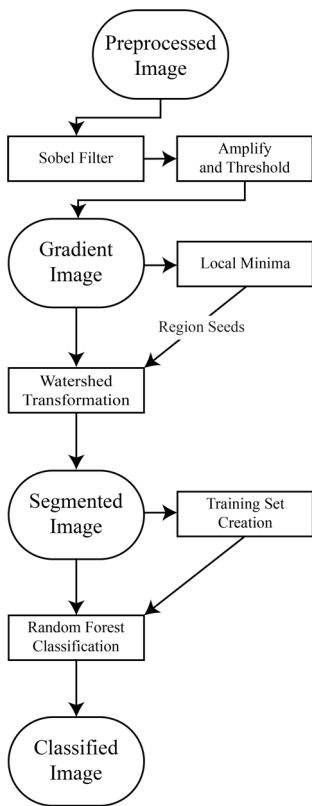 Preprocessed
Image
Sobel Filter
Amplify
and Threshold
Gradient
Image
Local Minima
Region Seeds
Watershed
Transformation
Segmented
Image
Training Set
Creation
Random Forest
Classification
Classified
Image